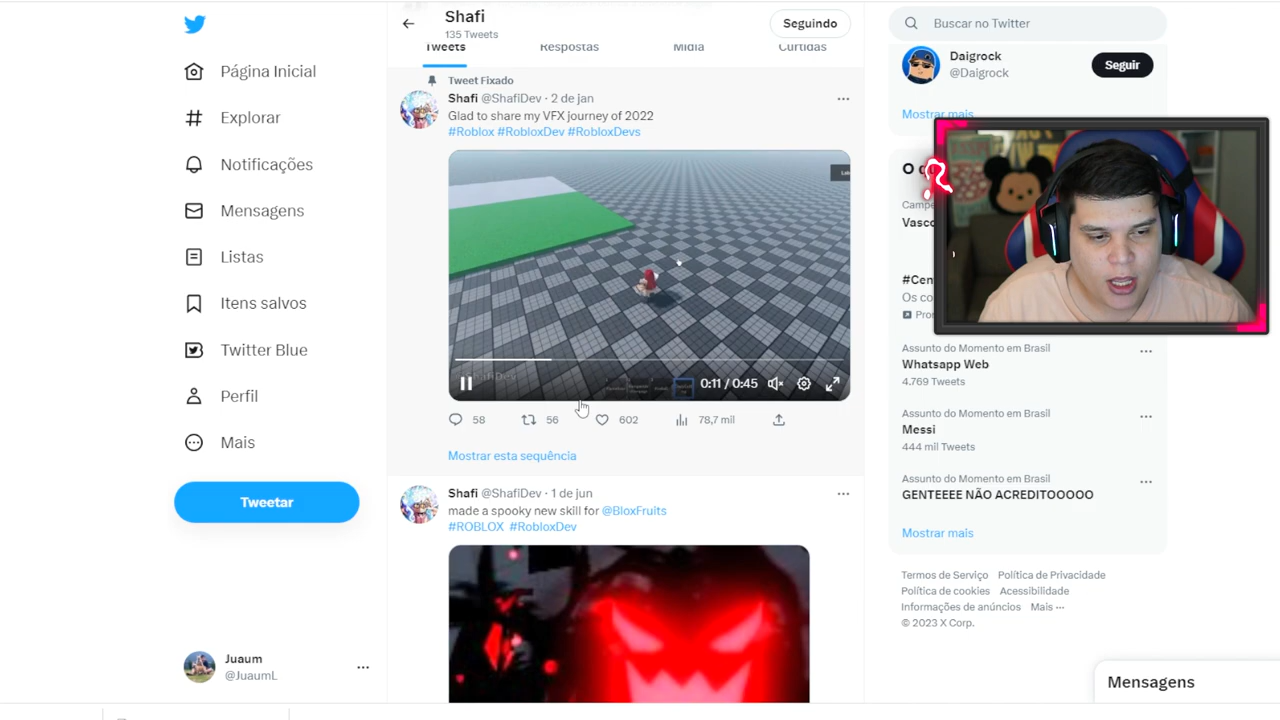 Página Inicial
Explorar
Notificações
Mensagens
Listas
Itens salvos
Twitter Blue
Perfil
Mais
Tweetar
Juaum
@JuaumL
Shafi
135 Tweets
Seguindo
Tweets Respostas Mídia Curtidas
Tweet Fixado
Shafi @ShafiDev · 2 de jan
Glad to share my VFX journey of 2022
#Roblox #RobloxDev #RobloxDevs
ShafiDev
0:11 / 0:45
58 56 602 78,7 mil
Mostrar esta sequência
Shafi @ShafiDev · 1 de jun
made a spooky new skill for @BloxFruits
#ROBLOX #RobloxDev
Buscar no Twitter
Daigrock
@Daigrock
Seguir
Mostrar mais
Assunto do Momento em Brasil
Whatsapp Web
4.769 Tweets
Assunto do Momento em Brasil
Messi
444 mil Tweets
Assunto do Momento em Brasil
GENTEEEE NÃO ACREDITOOOOO
Mostrar mais
Termos de Serviço Política de Privacidade
Política de cookies Acessibilidade
Informações de anúncios Mais ···
© 2023 X Corp.
Mensagens